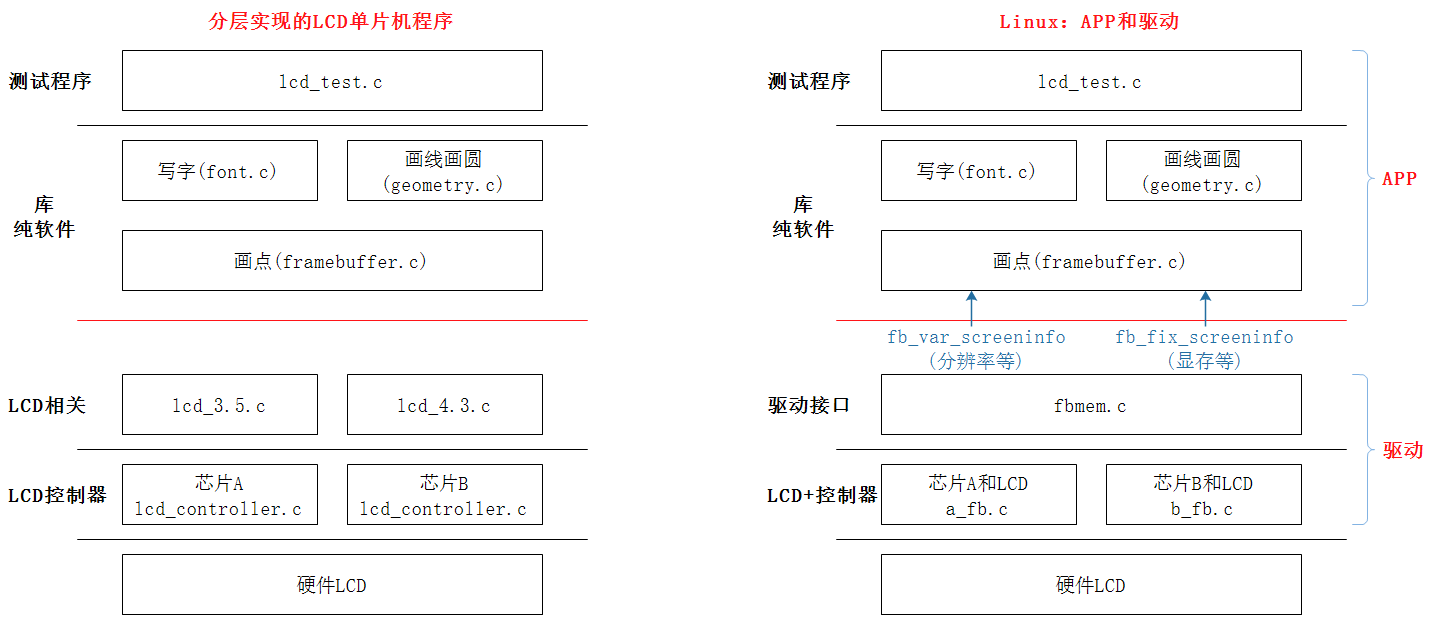 分层实现的LCD单片机程序
测试程序
lcd_test.c
写字(font.c)
画线画圆
(geometry.c)
库
纯软件
画点(framebuffer.c)
LCD相关
lcd_3.5.c
lcd_4.3.c
LCD控制器
芯片A
lcd_controller.c
芯片B
lcd_controller.c
硬件LCD
Linux: APP和驱动
测试程序
lcd_test.c
写字(font.c)
画线画圆
(geometry.c)
库
纯软件
画点(framebuffer.c)
APP
fb_var_screeninfo
(分辨率等)
fb_fix_screeninfo
(显存等)
驱动接口
fbmem.c
LCD+控制器
芯片A和LCD
a_fb.c
芯片B和LCD
b_fb.c
驱动
硬件LCD